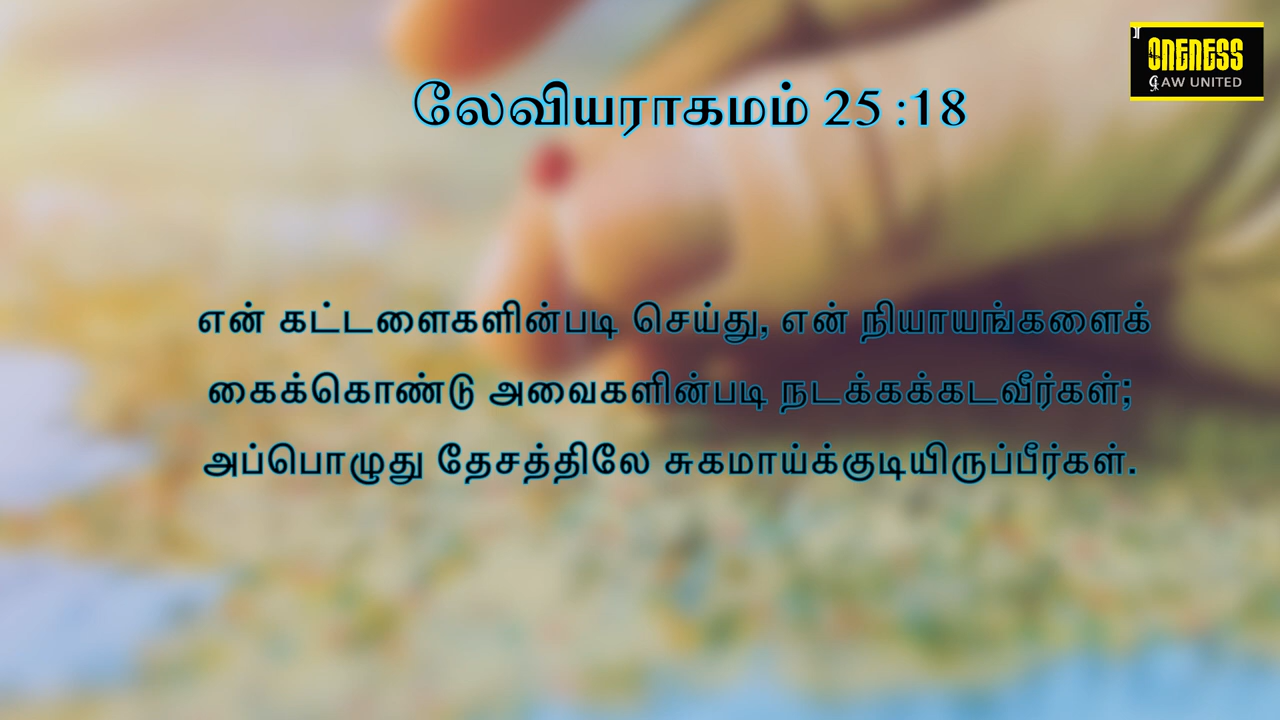 ONENESS
LAW UNITED
லேவியராகமம் 25 :18
என் கட்டளைகளின்படி செய்து, என் நியாயங்களைக்
கைக்கொண்டு அவைகளின்படி நடக்கக்கடவீர்கள்;
அப்பொழுது தேசத்திலே சுகமாய்க்குடியிருப்பீர்கள்.